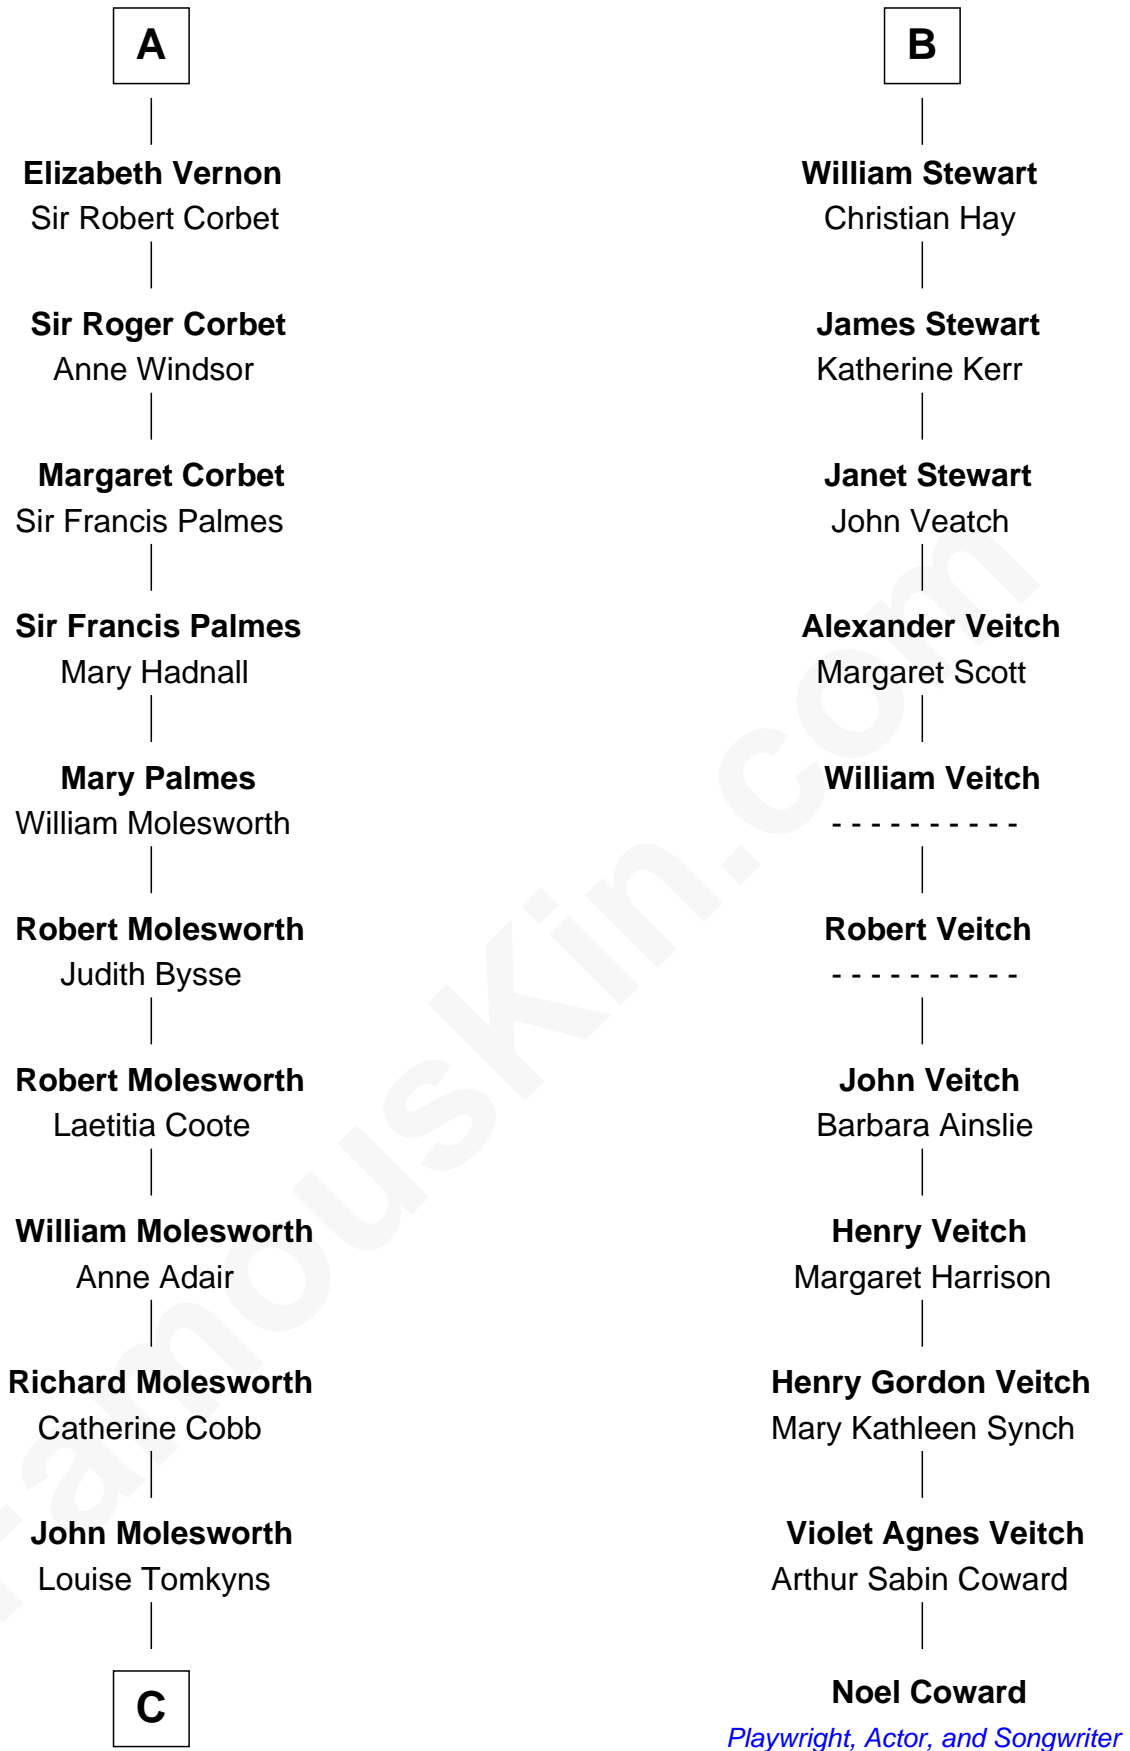 A
Elizabeth Vernon
Sir Robert Corbet
Sir Roger Corbet
Anne Windsor
Margaret Corbet
Sir Francis Palmes
Sir Francis Palmes
Mary Hadnall
Mary Palmes
William Molesworth
Robert Molesworth
Judith Bysse
Robert Molesworth
Laetitia Coote
William Molesworth
Anne Adair
Richard Molesworth
Catherine Cobb
John Molesworth
Louise Tomkyns
C
B
William Stewart
Christian Hay
James Stewart
Katherine Kerr
Janet Stewart
John Veatch
Alexander Veitch
Margaret Scott
William Veitch
- - - - - - - - - -
Robert Veitch
- - - - - - - - - -
John Veitch
Barbara Ainslie
Henry Veitch
Margaret Harrison
Henry Gordon Veitch
Mary Kathleen Synch
Violet Agnes Veitch
Arthur Sabin Coward
Noel Coward
Playwright, Actor, and Songwriter
FamousKin.com